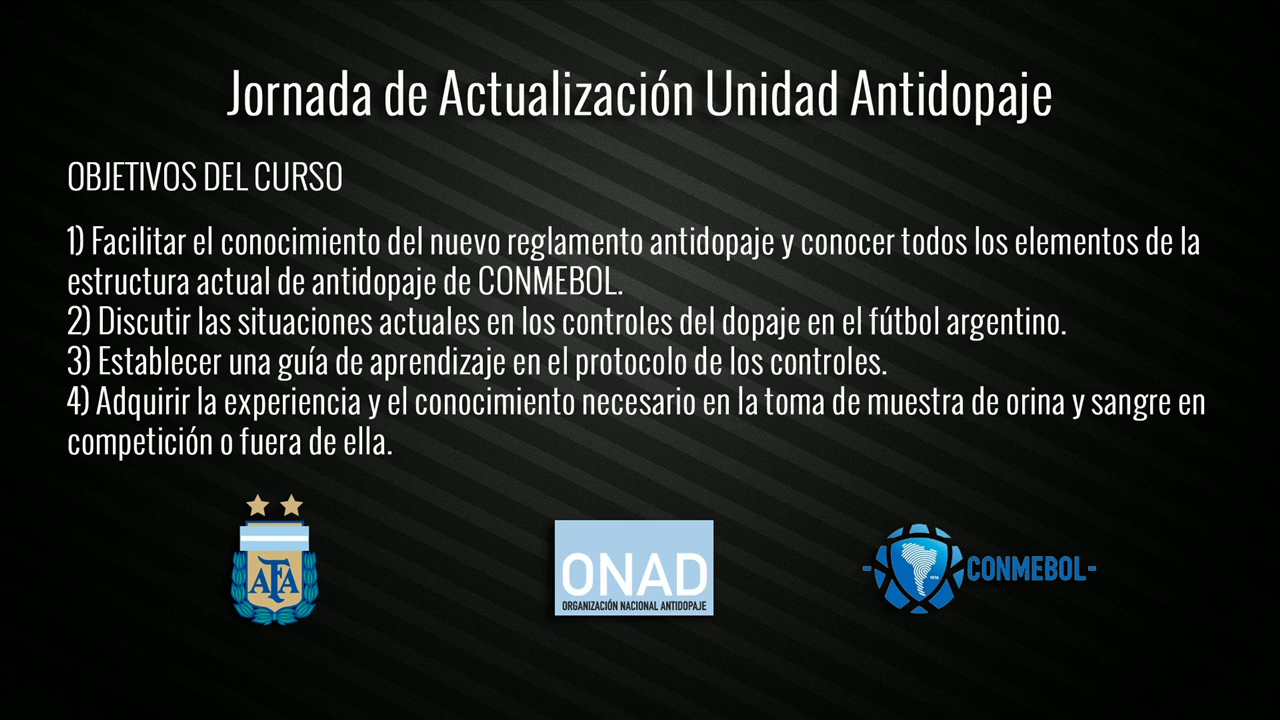 Jornada de Actualización Unidad Antidopaje
OBJETIVOS DEL CURSO
1) Facilitar el conocimiento del nuevo reglamento antidopaje y conocer todos los elementos de la
estructura actual de antidopaje de CONMEBOL.
2) Discutir las situaciones actuales en los controles del dopaje en el fútbol argentino.
3) Establecer una guía de aprendizaje en el protocolo de los controles.
4) Adquirir la experiencia y el conocimiento necesario en la toma de muestra de orina y sangre en
competición o fuera de ella.
AFA
ONAD
ORGANIZACIÓN NACIONAL ANTIDOPAJE
1916
-CONMEBOL-